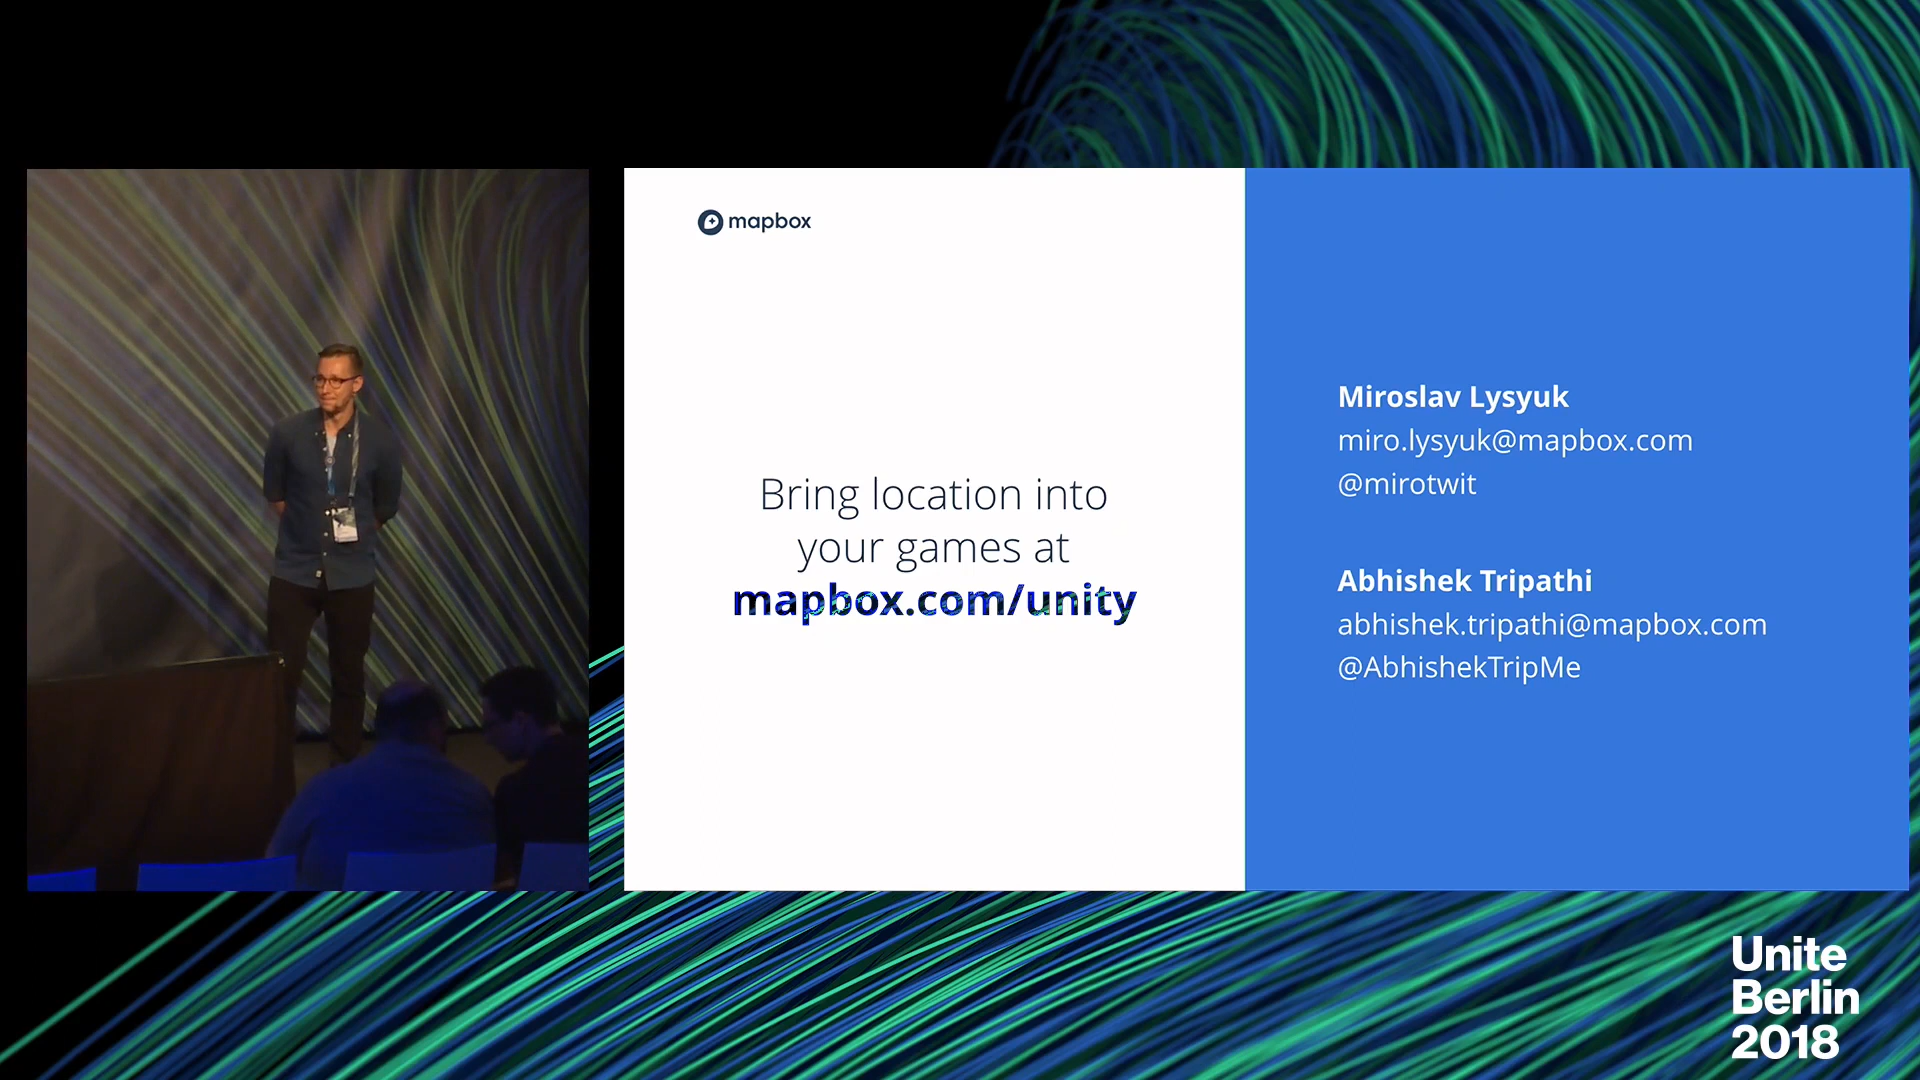 mapbox
Bring location into
your games at
mapbox.com/unity
Miroslav Lysyuk
miro.lysyuk@mapbox.com
@mirotwit
Abhishek Tripathi
abhishek.tripathi@mapbox.com
@AbhishekTripMe
Unite
Berlin
2018